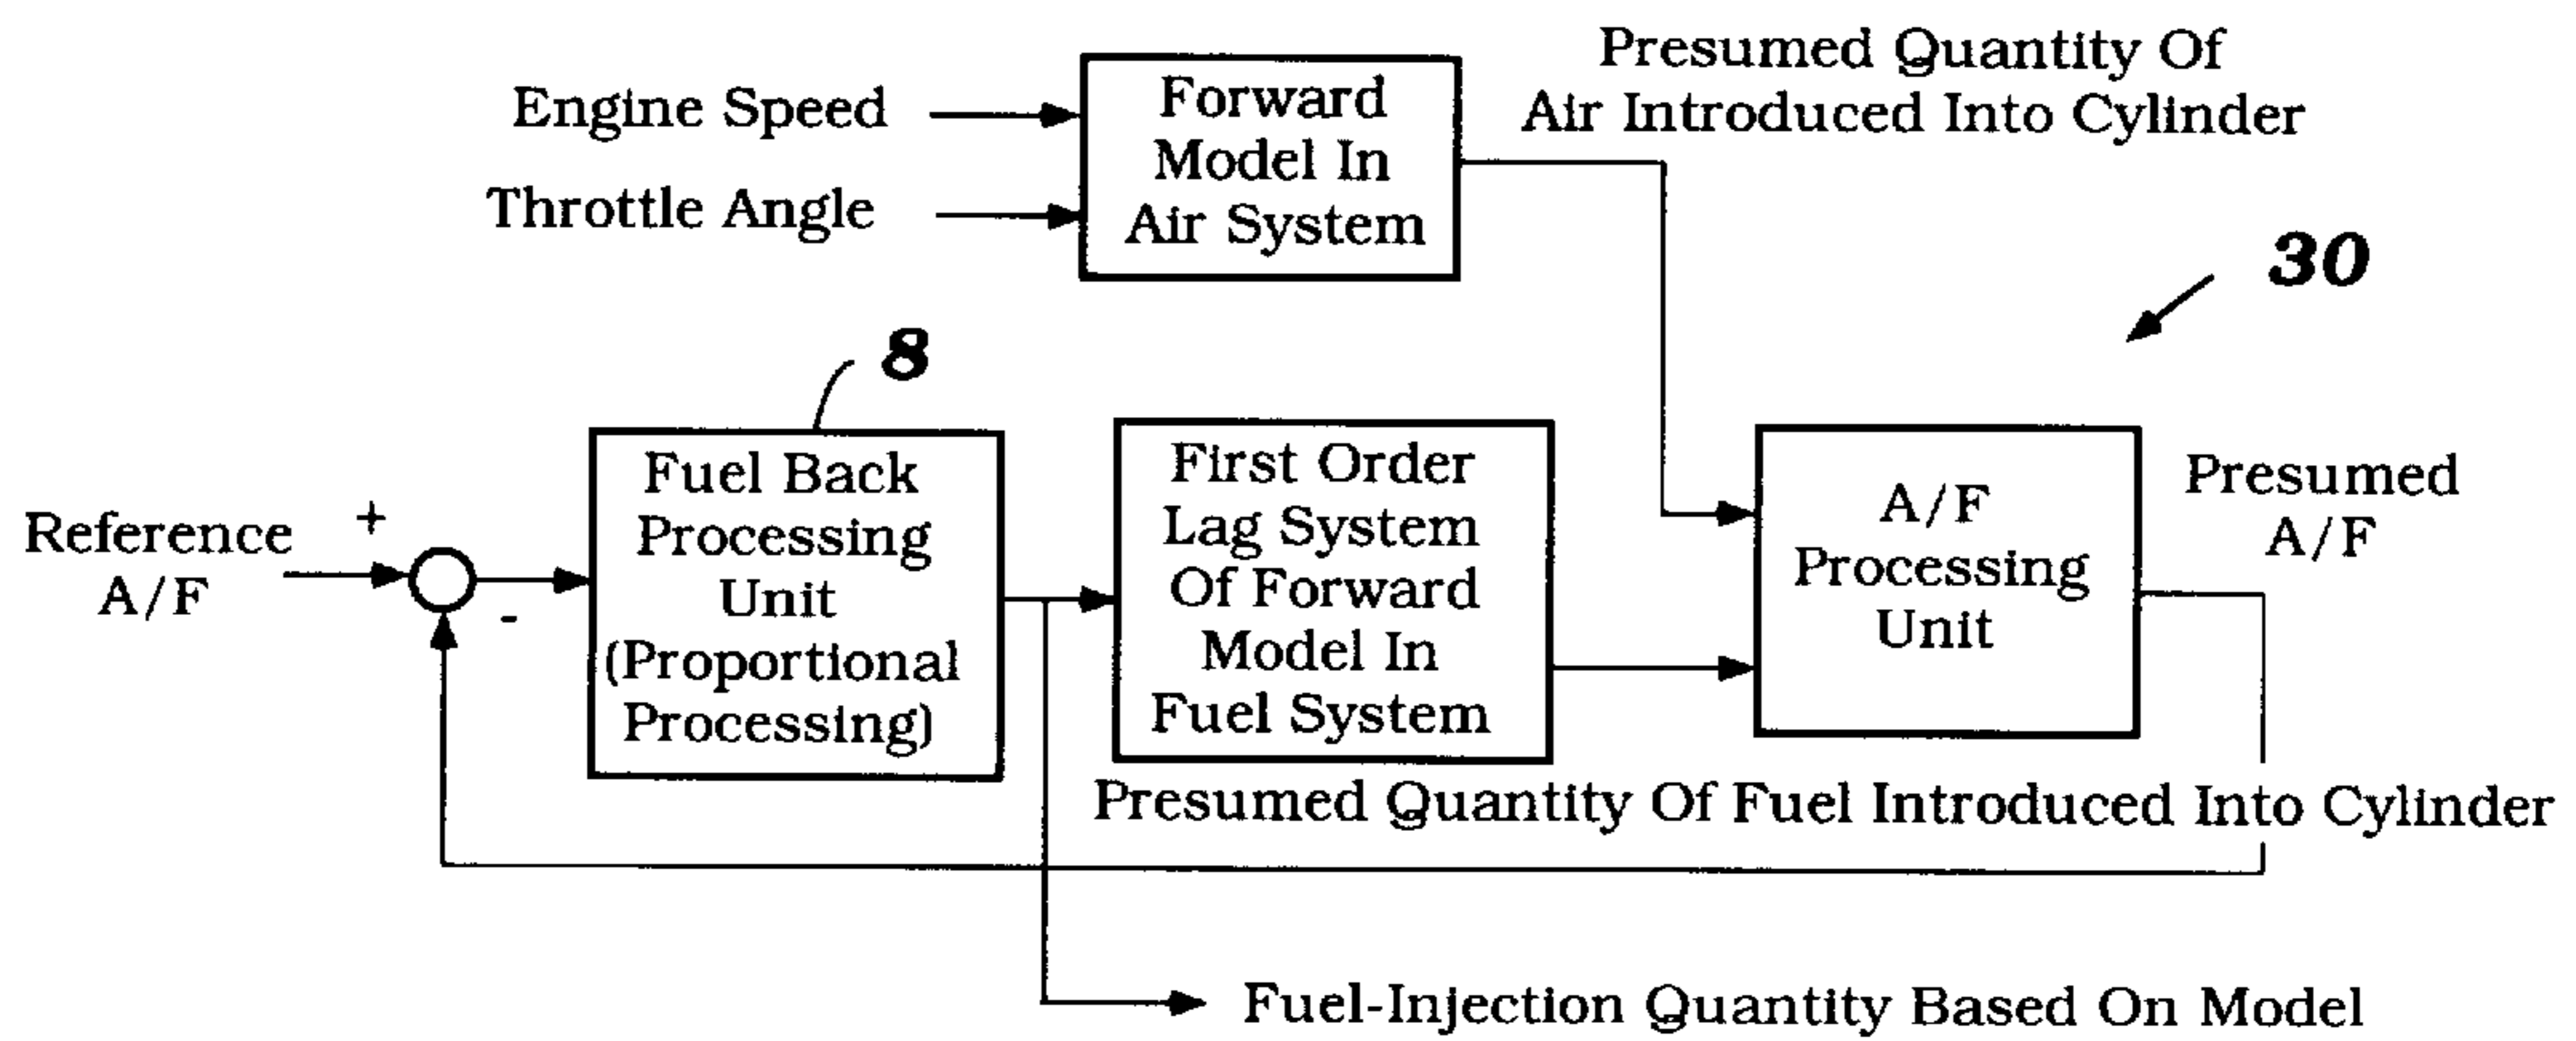 Presumed Quantity Of
Air Introduced Into Cylinder
Engine Speed
Throttle Angle
Forward
Model In
Air System
30
8
Reference
A/F
+
-
Fuel Back
Processing
Unit
(Proportional
Processing)
First Order
Lag System
Of Forward
Model In
Fuel System
A/F
Processing
Unit
Presumed
A/F
Presumed Quantity Of Fuel Introduced Into Cylinder
Fuel-Injection Quantity Based On Model